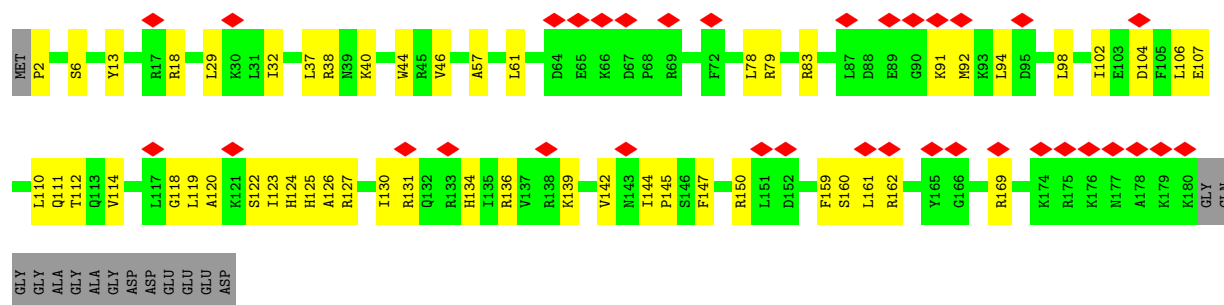 MET P2 S6 Y13 R17 R18 L29 K30 L31 I32 L37 R38 N39 K40 W44 R45 V46 A57 L61 D64 E65 K66 D67 P68 R69 F72 L78 R79 R83 L87 D88 E89 G90 K91 M92 K93 L94 D95 L98 I102 E103 D104 F105 L106 E107
L110 Q111 T112 Q113 V114 L117 G118 L119 A120 K121 S122 I123 H124 H125 A126 R127 I130 R131 Q132 R133 H134 I135 R136 V137 R138 K139 V142 N143 I144 P145 S146 F147 R150 L151 D152 F159 S160 L161 R162 Y165 G166 R169 K174 R175 K176 N177 A178 K179 K180 GLY GLN
GLY GLY ALA GLY ALA GLY ASP ASP GLU GLU GLU ASP